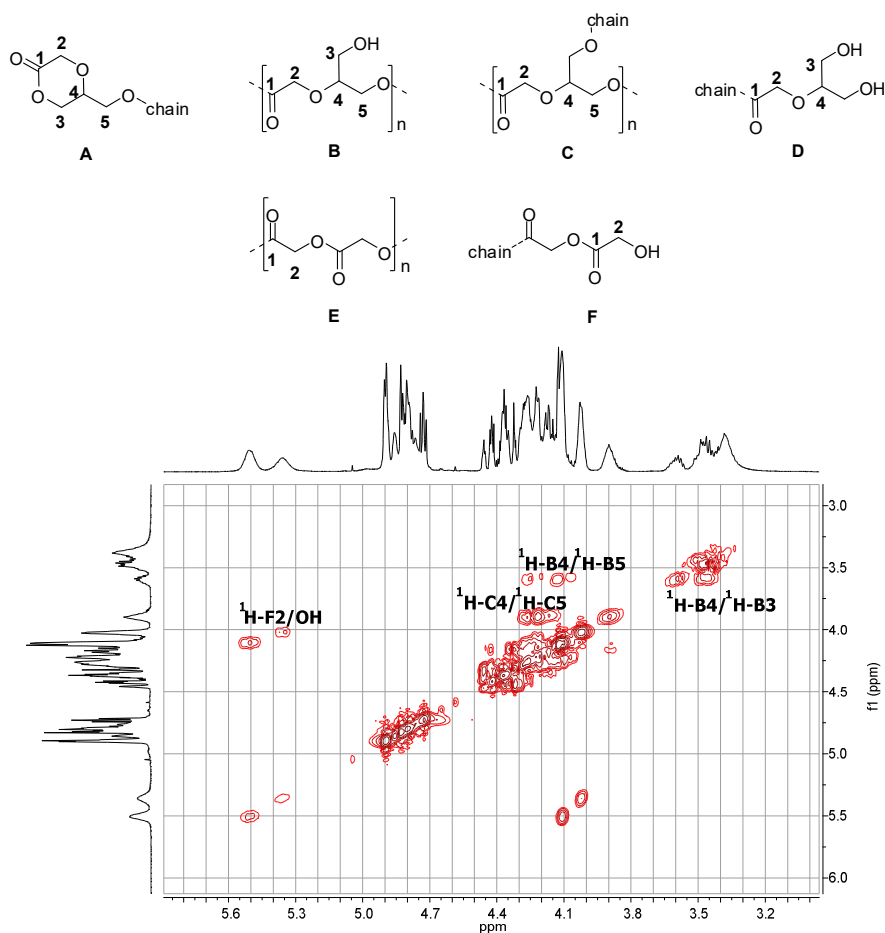 O 1 2 O 4 O 3 5 chain
A
OH 3 1 2 O 4 5 O O n
B
chain O 1 2 O 4 5 O O n
C
chain 1 2 O 3 4 OH OH O
D
O 1 2 O O O n
E
O chain O 1 2 OH O
F
¹H-B4/¹H-B5
¹H-C4/¹H-C5
¹H-F2/OH
¹H-B4/¹H-B3
3.0
3.5
4.0
4.5
5.0
5.5
6.0
f1 (ppm)
5.6 5.3 5.0 4.7 4.4 4.1 3.8 3.5 3.2
ppm